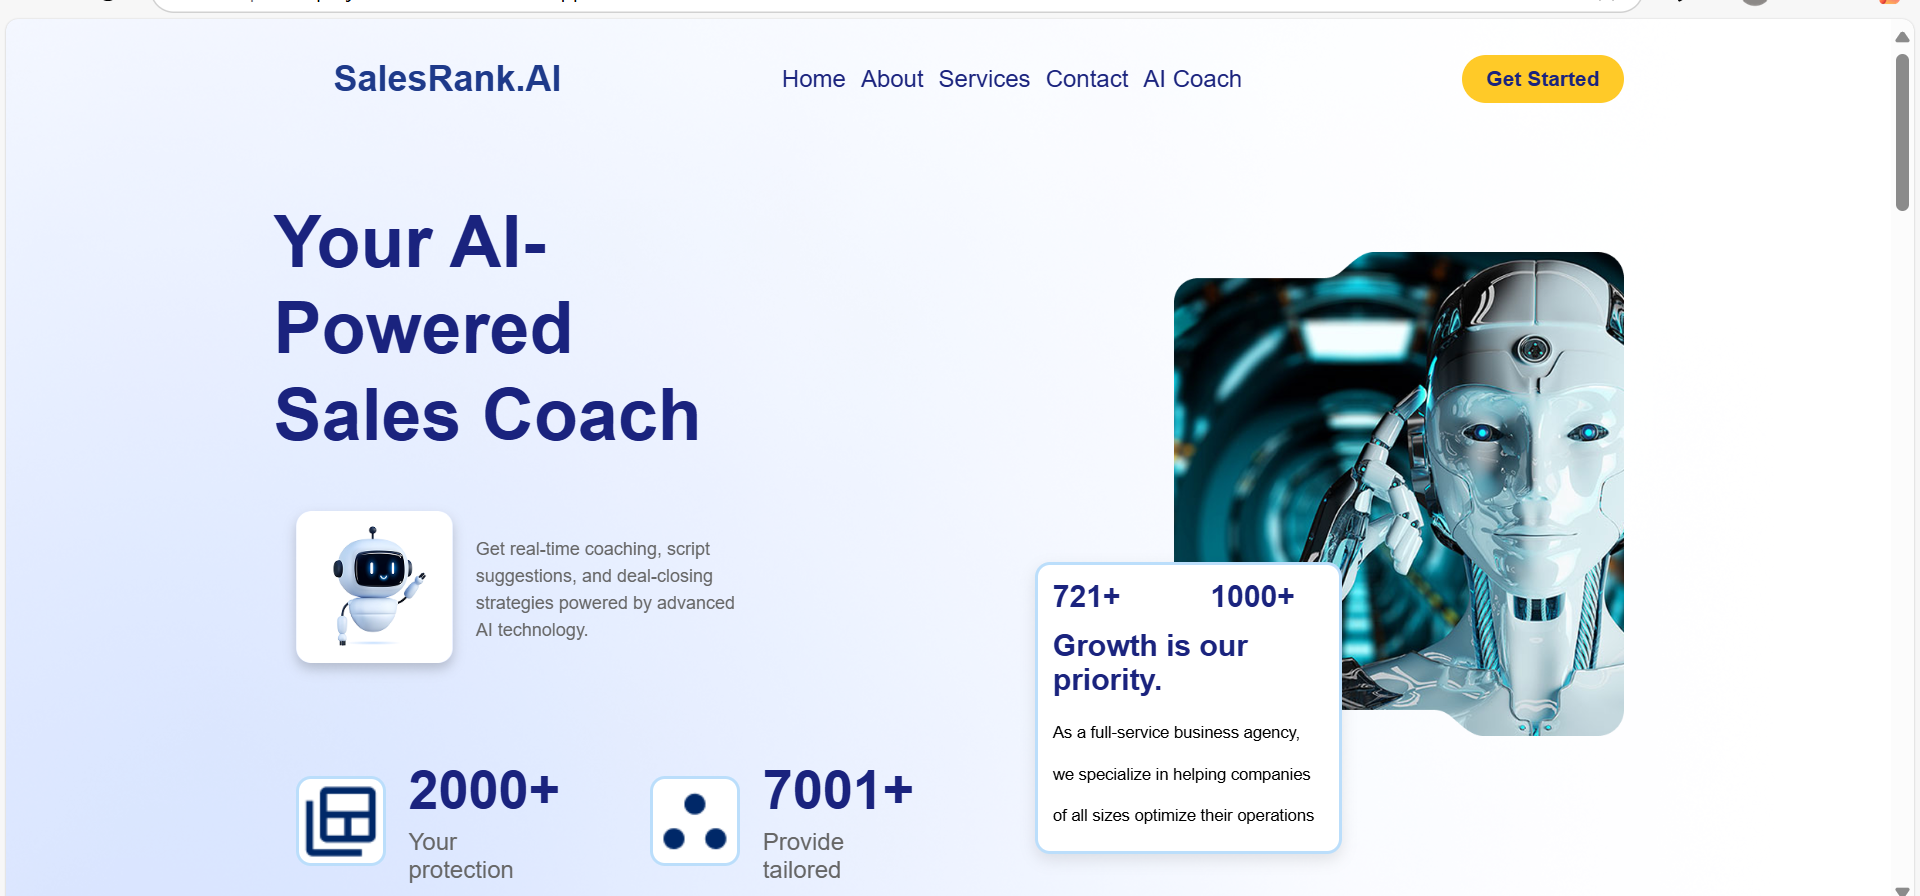 SalesRank.AI
Home About Services Contact AI Coach
Get Started
Your AI-
Powered
Sales Coach
Get real-time coaching, script
suggestions, and deal-closing
strategies powered by advanced
AI technology.
2000+
Your
protection
7001+
Provide
tailored
721+ 1000+
Growth is our
priority.
As a full-service business agency,
we specialize in helping companies
of all sizes optimize their operations